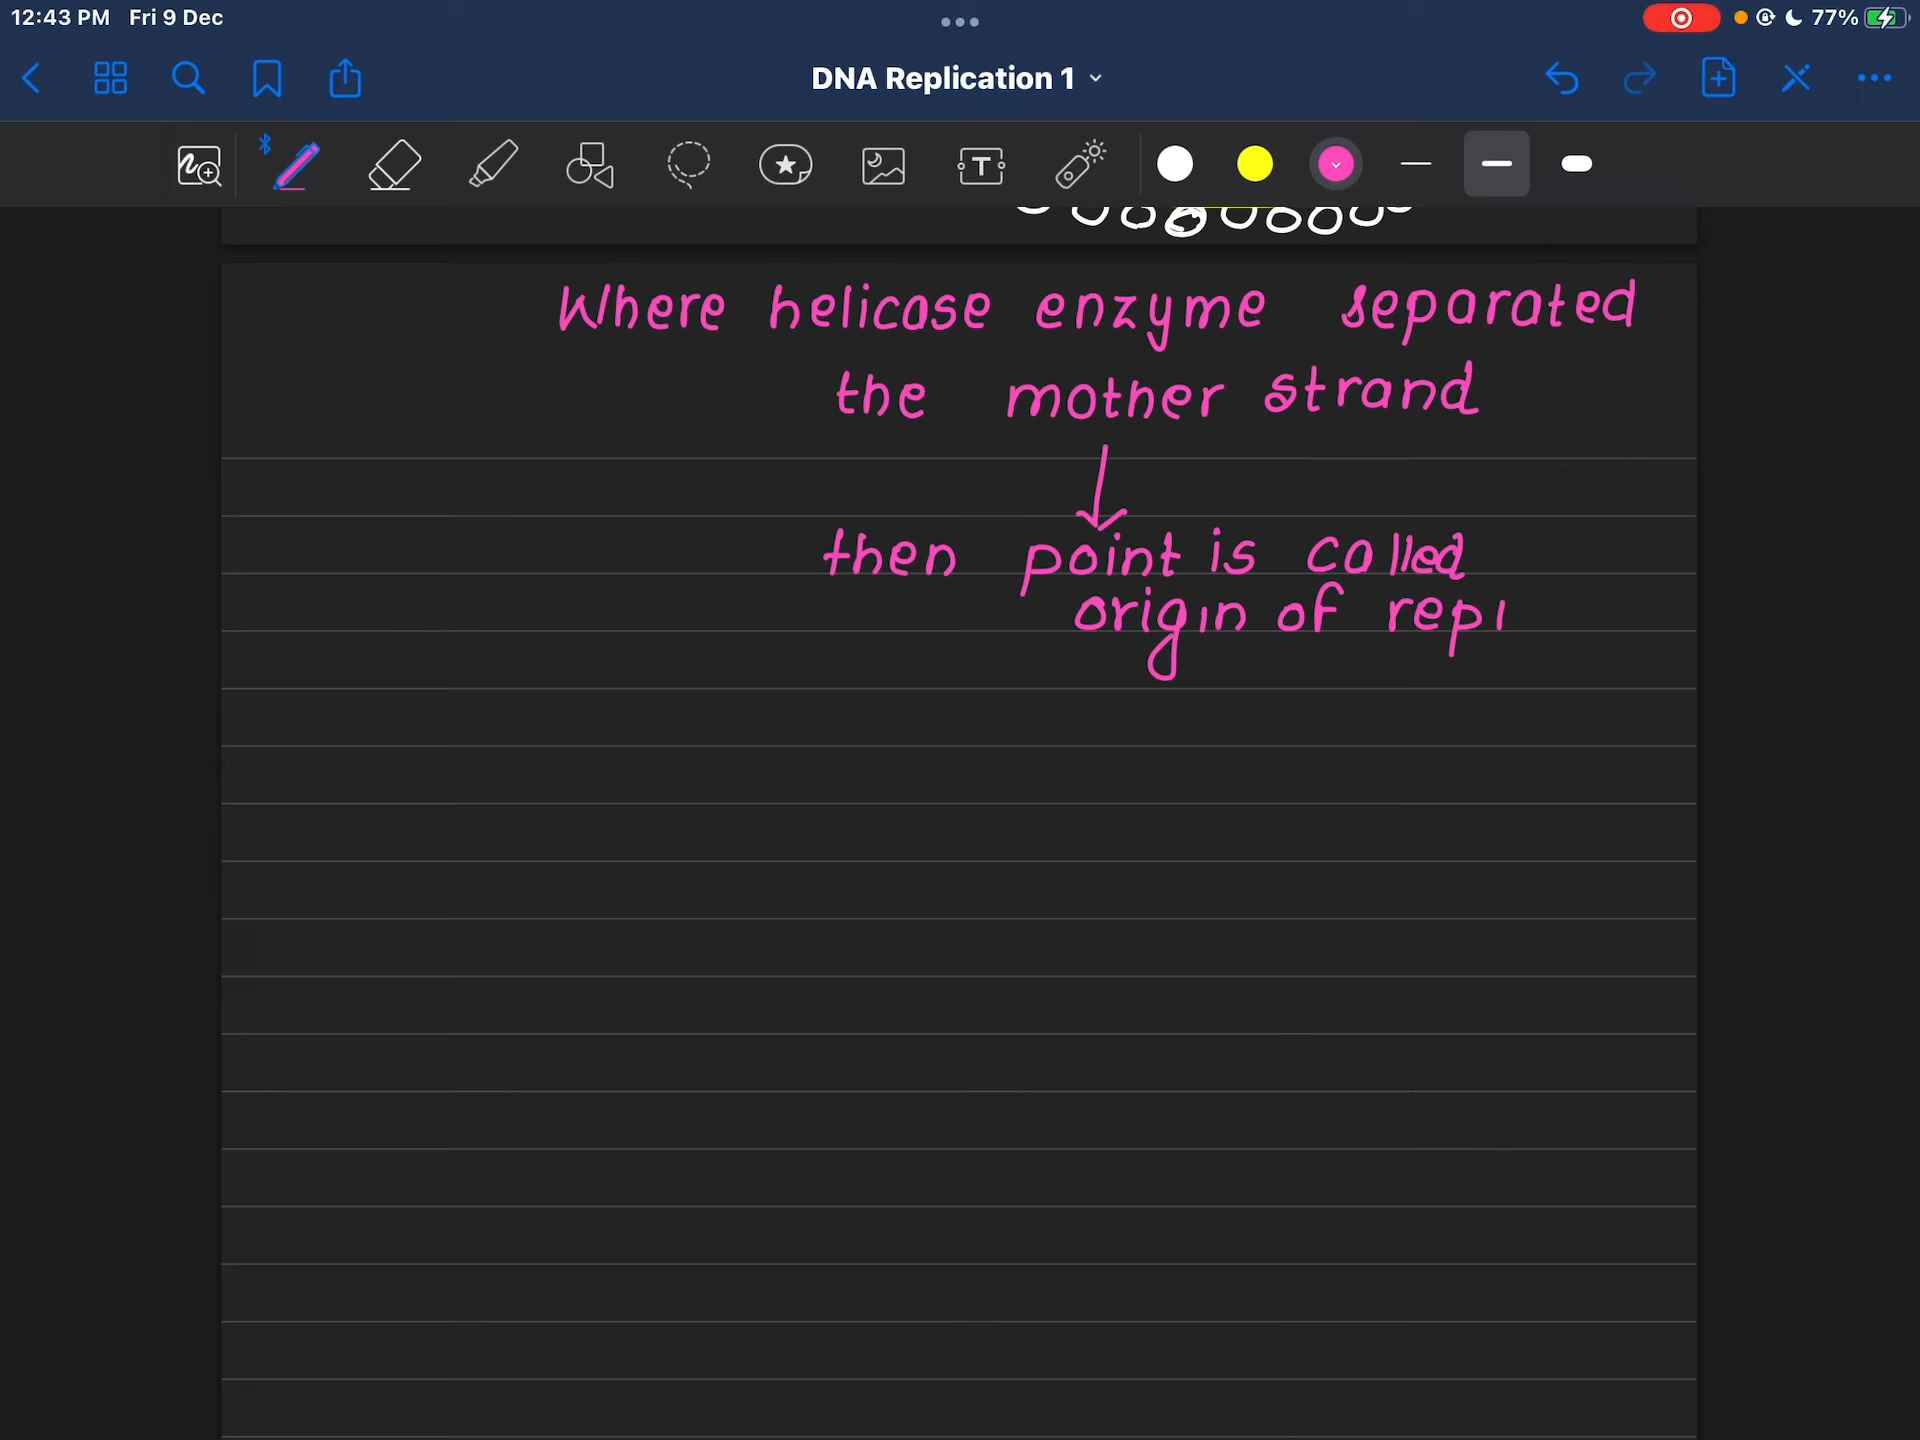 12:43 PM Fri 9 Dec
77%
DNA Replication 1
T
Where helicase enzyme separated
the mother strand
then point is called
origin of repl